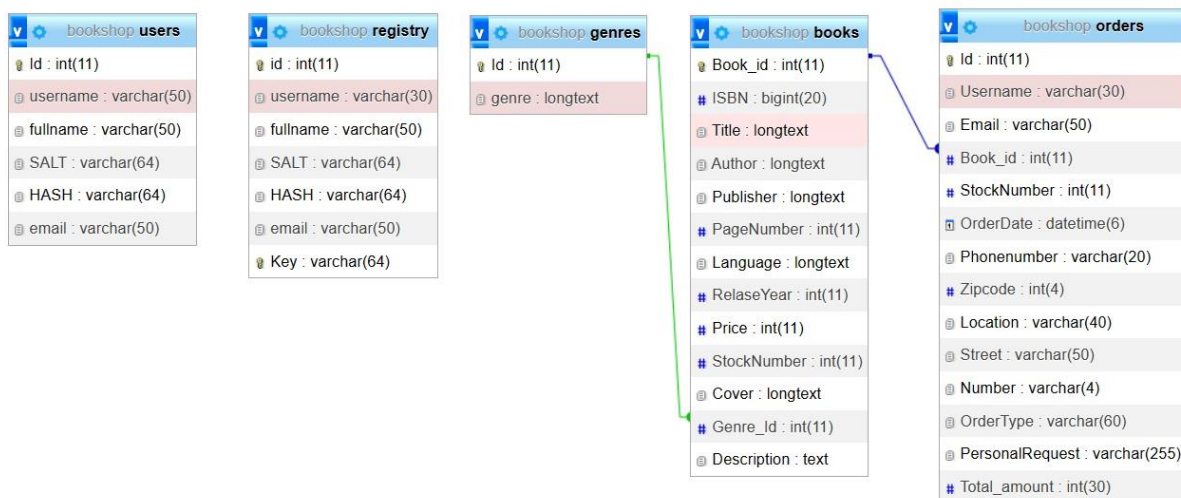 bookshop users
Id : int(11)
username : varchar(50)
fullname : varchar(50)
SALT : varchar(64)
HASH : varchar(64)
email : varchar(50)
bookshop registry
id : int(11)
username : varchar(30)
fullname : varchar(50)
SALT : varchar(64)
HASH : varchar(64)
email : varchar(50)
Key : varchar(64)
bookshop genres
Id : int(11)
genre : longtext
bookshop books
Book_id : int(11)
ISBN : bigint(20)
Title : longtext
Author : longtext
Publisher : longtext
PageNumber : int(11)
Language : longtext
RelaseYear : int(11)
Price : int(11)
StockNumber : int(11)
Cover : longtext
Genre_Id : int(11)
Description : text
bookshop orders
Id : int(11)
Username : varchar(30)
Email : varchar(50)
Book_id : int(11)
StockNumber : int(11)
OrderDate : datetime(6)
Phonenumber : varchar(20)
Zipcode : int(4)
Location : varchar(40)
Street : varchar(50)
Number : varchar(4)
OrderType : varchar(60)
PersonalRequest : varchar(255)
Total_amount : int(30)